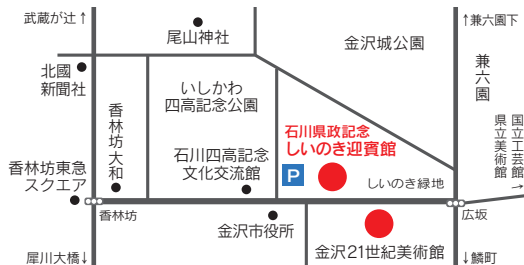 武蔵が辻↑
尾山神社
金沢城公園
↑兼六園下
北國
新聞社
いしかわ
四高記念公園
兼六園
香林坊大和
石川県政記念
しいのき迎賓館
国立工芸館→
県立美術館
石川四高記念
文化交流館
P
しいのき緑地
香林坊東急
スクエア
香林坊
広坂
金沢市役所
金沢21世紀美術館
犀川大橋↓
↓鱗町